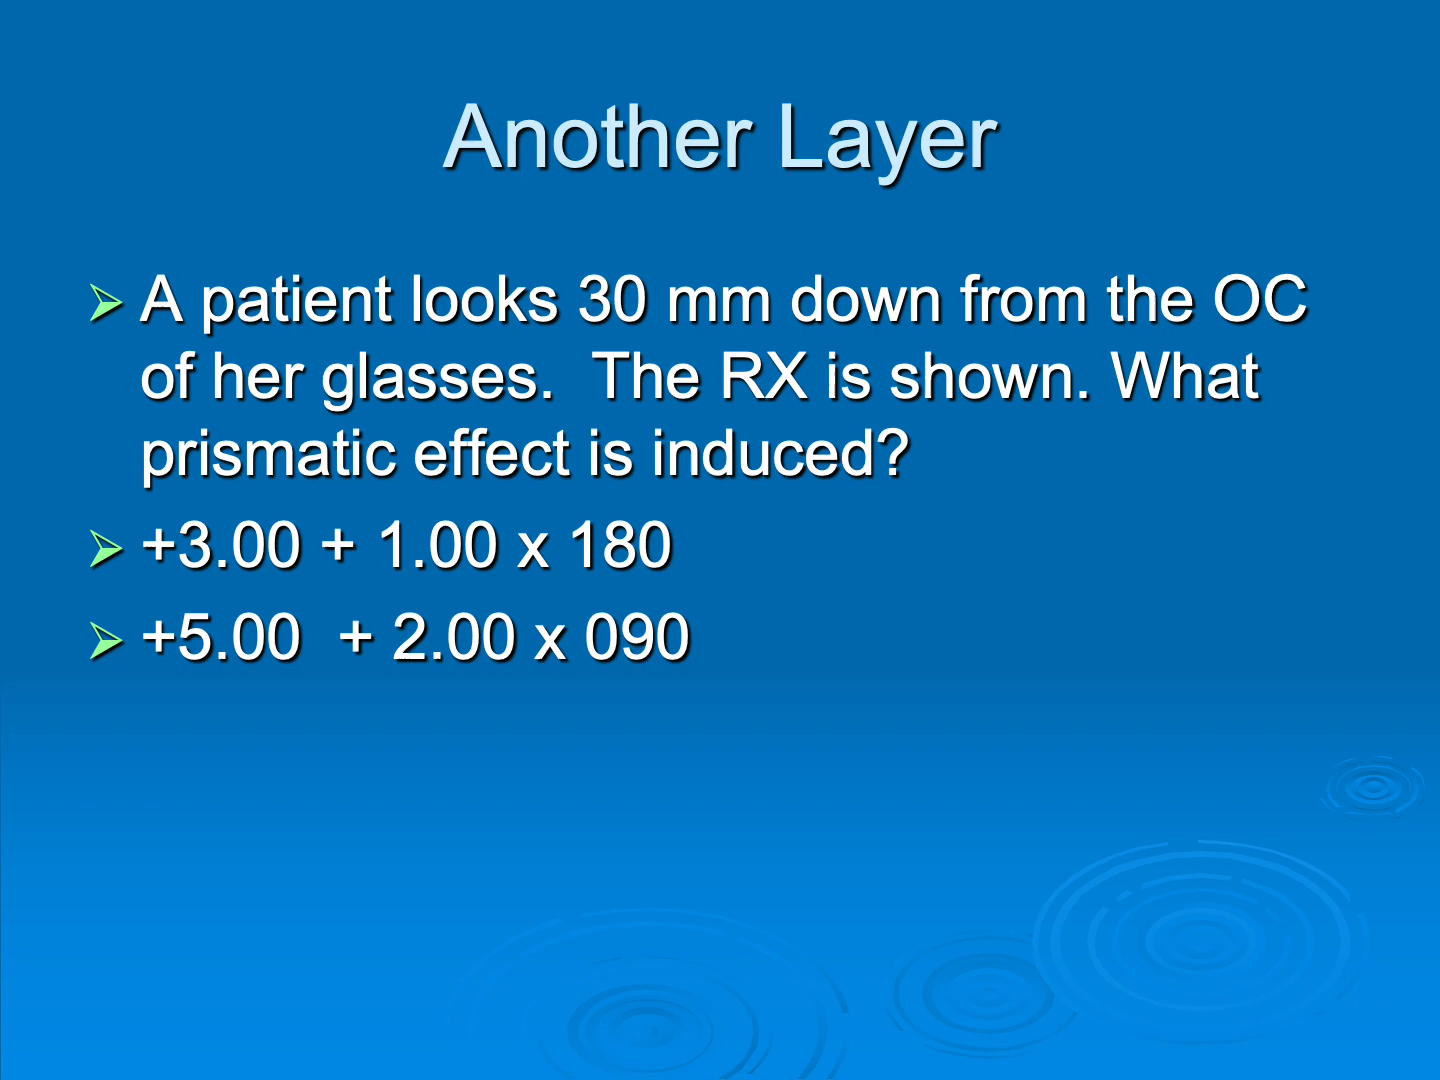 Another Layer
A patient looks 30 mm down from the OC
of her glasses.  The RX is shown. What
prismatic effect is induced?
+3.00 + 1.00 x 180
+5.00  + 2.00 x 090